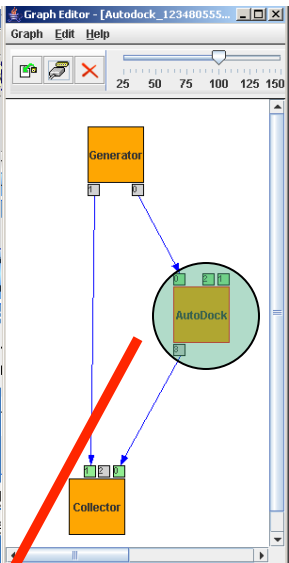 Graph Editor - [Autodock_123480555...
Graph Edit Help
25 50 75 100 125 150
Generator
1 0
0 2 1
AutoDock
3
1 2 0
Collector